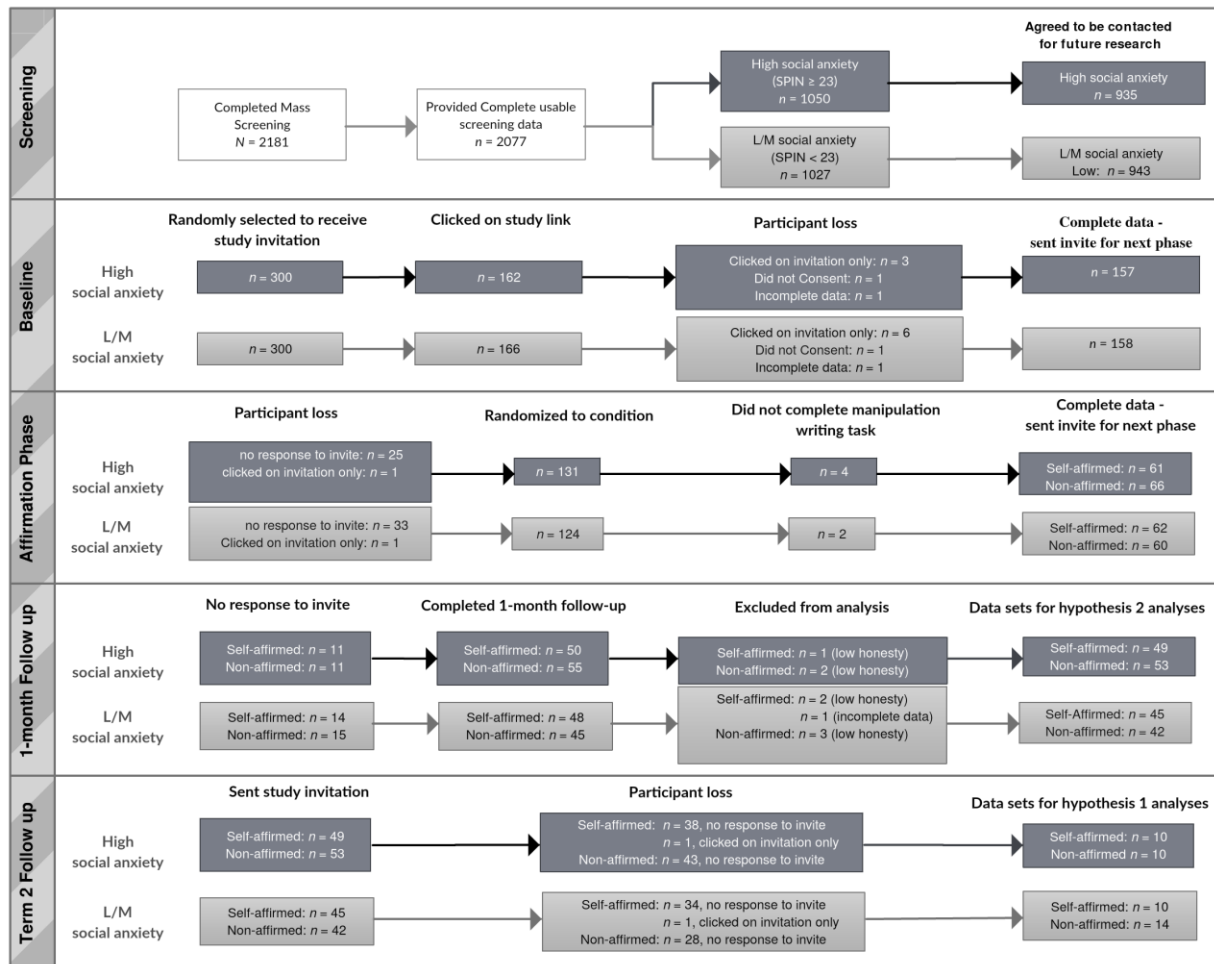 Screening
Agreed to be contacted
for future research
Completed Mass
Screening
N = 2181
Provided Complete usable
screening data
n = 2077
High social anxiety
(SPIN ≥ 23)
n = 1050
High social anxiety
n = 935
L/M social anxiety
(SPIN < 23)
n = 1027
L/M social anxiety
Low: n = 943
Baseline
Randomly selected to receive
study invitation
Clicked on study link
Participant loss
Complete data -
sent invite for next phase
High
social anxiety
n = 300
n = 162
Clicked on invitation only: n = 3
Did not Consent: n = 1
Incomplete data: n = 1
n = 157
L/M
social anxiety
n = 300
n = 166
Clicked on invitation only: n = 6
Did not Consent: n = 1
Incomplete data: n = 1
n = 158
Affirmation Phase
Participant loss
Randomized to condition
Did not complete manipulation
writing task
Complete data -
sent invite for next phase
High
social anxiety
no response to invite: n = 25
clicked on invitation only: n = 1
n = 131
n = 4
Self-affirmed: n = 61
Non-affirmed: n = 66
L/M
social anxiety
no response to invite: n = 33
Clicked on invitation only: n = 1
n = 124
n = 2
Self-affirmed: n = 62
Non-affirmed: n = 60
1-month Follow up
No response to invite
Completed 1-month follow-up
Excluded from analysis
Data sets for hypothesis 2 analyses
High
social anxiety
Self-affirmed: n = 11
Non-affirmed: n = 11
Self-affirmed: n = 50
Non-affirmed: n = 55
Self-affirmed: n = 1 (low honesty)
Non-affirmed: n = 2 (low honesty)
Self-affirmed: n = 49
Non-affirmed: n = 53
L/M
social anxiety
Self-affirmed: n = 14
Non-affirmed: n = 15
Self-affirmed: n = 48
Non-affirmed: n = 45
Self-affirmed: n = 2 (low honesty)
n = 1 (incomplete data)
Non-affirmed: n = 3 (low honesty)
Self-Affirmed: n = 45
Non-affirmed: n = 42
Term 2 Follow up
Sent study invitation
Participant loss
Data sets for hypothesis 1 analyses
High
social anxiety
Self-affirmed: n = 49
Non-affirmed: n = 53
Self-affirmed: n = 38, no response to invite
n = 1, clicked on invitation only
Non-affirmed: n = 43, no response to invite
Self-affirmed: n = 10
Non-affirmed n = 10
L/M
social anxiety
Self-affirmed: n = 45
Non-affirmed: n = 42
Self-affirmed: n = 34, no response to invite
n = 1, clicked on invitation only
Non-affirmed: n = 28, no response to invite
Self-affirmed: n = 10
Non-affirmed: n = 14